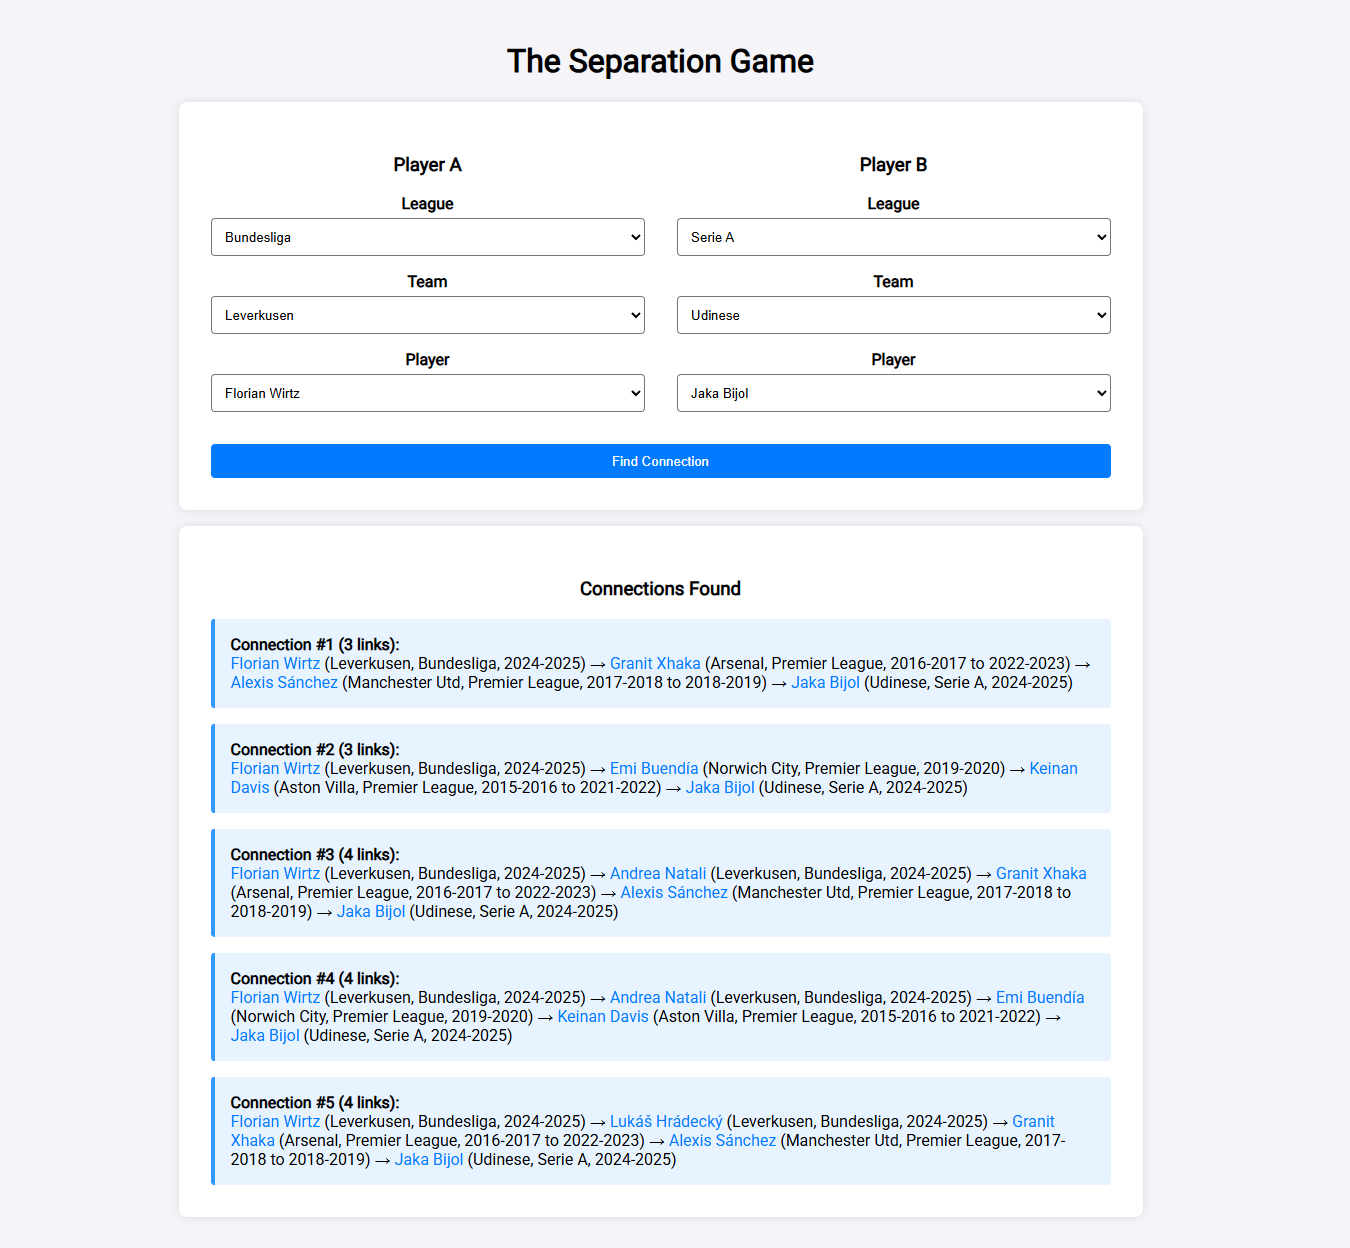 The Separation Game
Player A
Player B
League
League
Bundesliga
Serie A
Team
Team
Leverkusen
Udinese
Player
Player
Florian Wirtz
Jaka Bijol
Find Connection
Connections Found
Connection #1 (3 links):
Florian Wirtz (Leverkusen, Bundesliga, 2024-2025) → Granit Xhaka (Arsenal, Premier League, 2016-2017 to 2022-2023) →
Alexis Sánchez (Manchester Utd, Premier League, 2017-2018 to 2018-2019) → Jaka Bijol (Udinese, Serie A, 2024-2025)
Connection #2 (3 links):
Florian Wirtz (Leverkusen, Bundesliga, 2024-2025) → Emi Buendía (Norwich City, Premier League, 2019-2020) → Keinan
Davis (Aston Villa, Premier League, 2015-2016 to 2021-2022) → Jaka Bijol (Udinese, Serie A, 2024-2025)
Connection #3 (4 links):
Florian Wirtz (Leverkusen, Bundesliga, 2024-2025) → Andrea Natali (Leverkusen, Bundesliga, 2024-2025) → Granit Xhaka
(Arsenal, Premier League, 2016-2017 to 2022-2023) → Alexis Sánchez (Manchester Utd, Premier League, 2017-2018 to
2018-2019) → Jaka Bijol (Udinese, Serie A, 2024-2025)
Connection #4 (4 links):
Florian Wirtz (Leverkusen, Bundesliga, 2024-2025) → Andrea Natali (Leverkusen, Bundesliga, 2024-2025) → Emi Buendía
(Norwich City, Premier League, 2019-2020) → Keinan Davis (Aston Villa, Premier League, 2015-2016 to 2021-2022) →
Jaka Bijol (Udinese, Serie A, 2024-2025)
Connection #5 (4 links):
Florian Wirtz (Leverkusen, Bundesliga, 2024-2025) → Lukáš Hrádecký (Leverkusen, Bundesliga, 2024-2025) → Granit
Xhaka (Arsenal, Premier League, 2016-2017 to 2022-2023) → Alexis Sánchez (Manchester Utd, Premier League, 2017-
2018 to 2018-2019) → Jaka Bijol (Udinese, Serie A, 2024-2025)